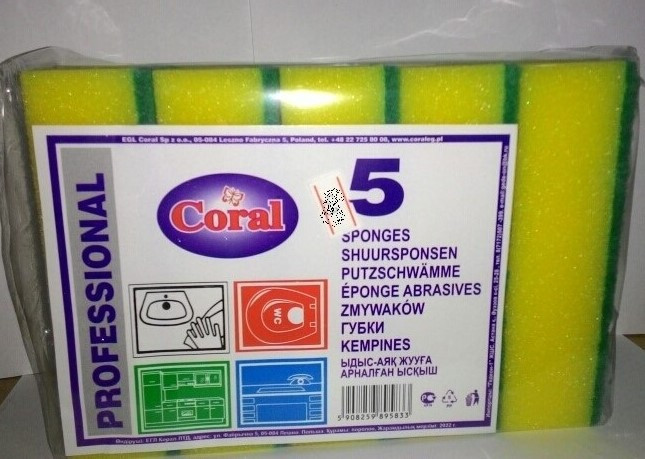 EGL Coral Sp z o.o., 05-084 Leszno Fabryczna 5, Poland, tel. +48 22 725 80 06, www.coraleg.pl
PROFESSIONAL
Coral
5
SPONGES
SHUURSPONSEN
PUTZSCHWÄMME
ÉPONGE ABRASIVES
ZMYWAKÓW
ГУБКИ
KEMPINES
ЫДЫС-АЯҚ ЖУУҒА
АРНАЛҒАН ЫСҚЫШ
WC
5 908259 895833